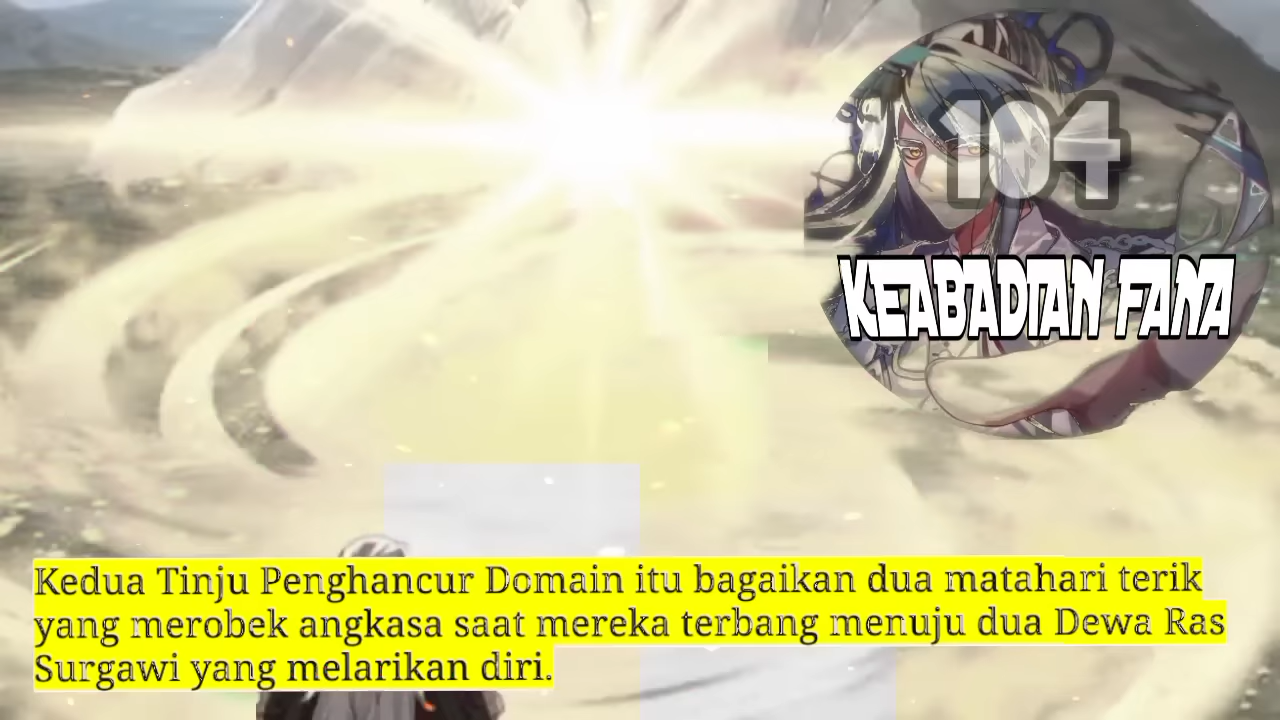 104
KEABADIAN FANA
Kedua Tinju Penghancur Domain itu bagaikan dua matahari terik
yang merobek angkasa saat mereka terbang menuju dua Dewa Ras
Surgawi yang melarikan diri.